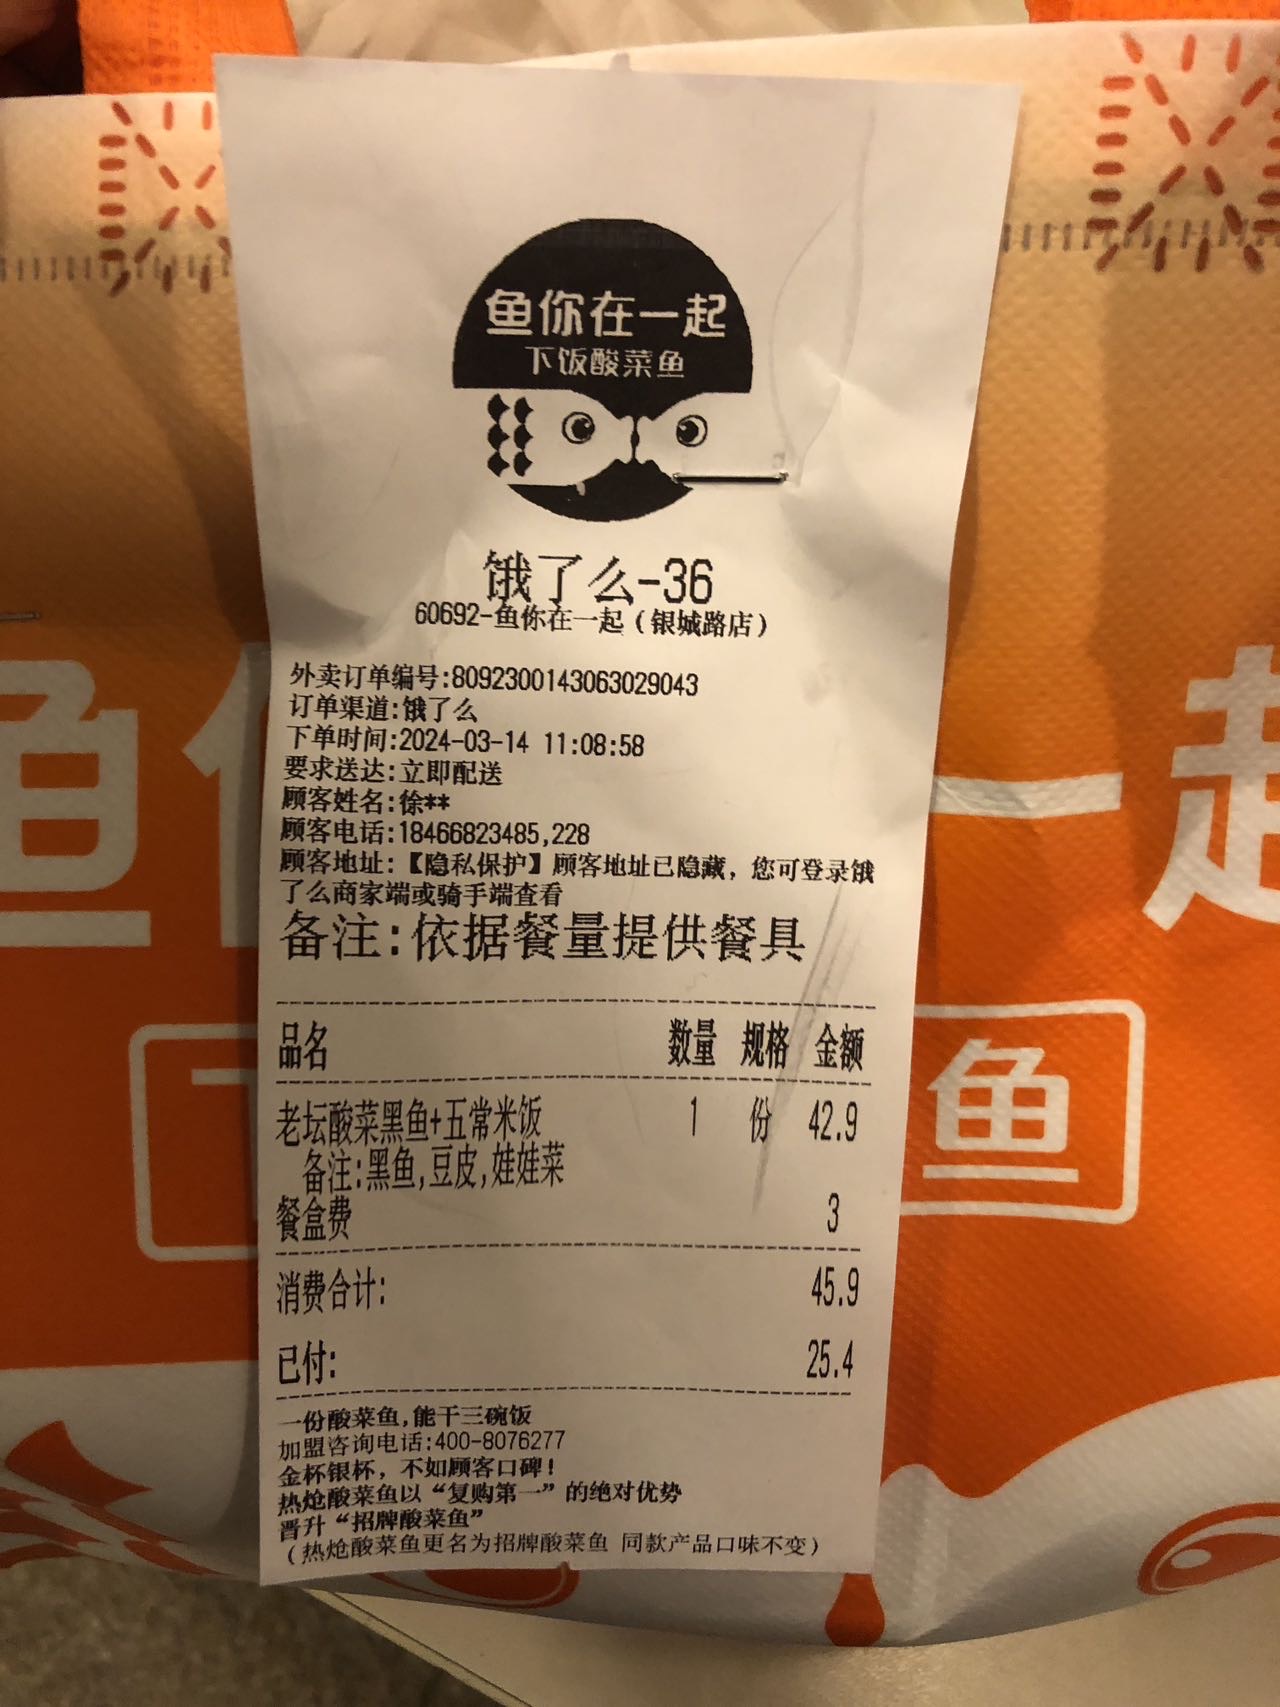 鱼你在一起
下饭酸菜鱼
饿了么-36
60692-鱼你在一起(银城路店)
外卖订单编号:8092300143063029043
订单渠道:饿了么
下单时间:2024-03-14 11:08:58
要求送达:立即配送
顾客姓名:徐**
顾客电话:18466823485,228
顾客地址:【隐私保护】顾客地址已隐藏，您可登录饿
了么商家端或骑手端查看
备注:依据餐量提供餐具
品名 数量 规格 金额
老坛酸菜黑鱼+五常米饭 1 份 42.9
备注:黑鱼,豆皮,娃娃菜
餐盒费 3
消费合计: 45.9
已付: 25.4
一份酸菜鱼,能干三碗饭
加盟咨询电话:400-8076277
金杯银杯，不如顾客口碑!
热炝酸菜鱼以“复购第一”的绝对优势
晋升“招牌酸菜鱼”
(热炝酸菜鱼更名为招牌酸菜鱼 同款产品口味不变)
鱼
一起
鱼